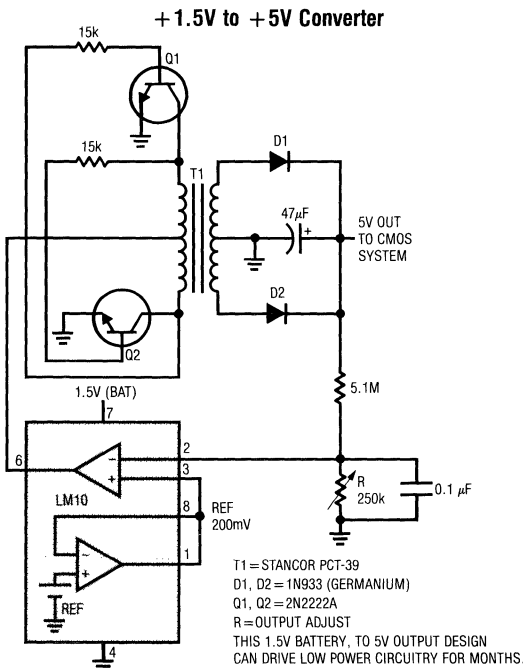 +1.5V to +5V Converter
15k
Q1
15k
T1
D1
47µF
+
5V OUT
TO CMOS
SYSTEM
D2
Q2
1.5V (BAT)
7
5.1M
6
2
−
+
3
R
250k
0.1 µF
LM10
8
REF
200mV
−
+
1
REF
4
T1 = STANCOR PCT-39
D1, D2 = 1N933 (GERMANIUM)
Q1, Q2 = 2N2222A
R = OUTPUT ADJUST
THIS 1.5V BATTERY, TO 5V OUTPUT DESIGN
CAN DRIVE LOW POWER CIRCUITRY FOR MONTHS.